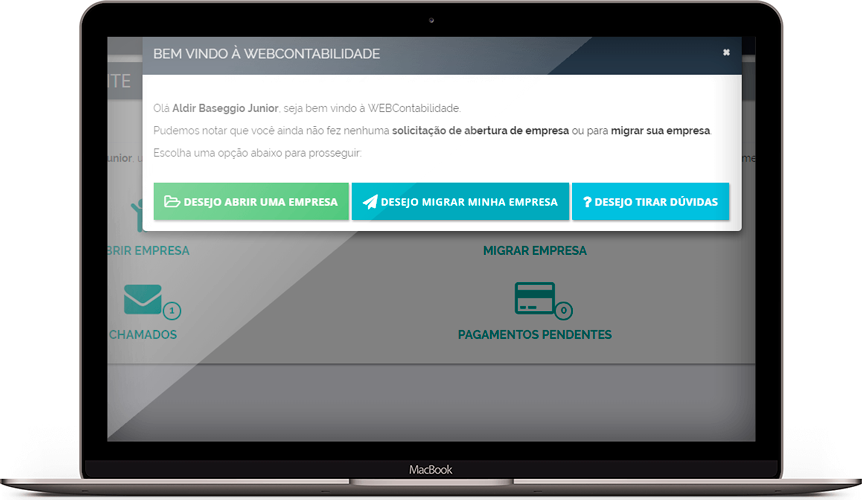 BEM VINDO À WEBCONTABILIDADE
NTE
Olá Aldir Baseggio Junior, seja bem vindo à WEBContabilidade.
Pudemos notar que você ainda não fez nenhuma solicitação de abertura de empresa ou para migrar sua empresa.
Escolha uma opção abaixo para prosseguir:
unior, u
me
DESEJO ABRIR UMA EMPRESA
DESEJO MIGRAR MINHA EMPRESA
? DESEJO TIRAR DÚVIDAS
BRIR EMPRESA
MIGRAR EMPRESA
1
0
CHAMADOS
PAGAMENTOS PENDENTES
MacBook